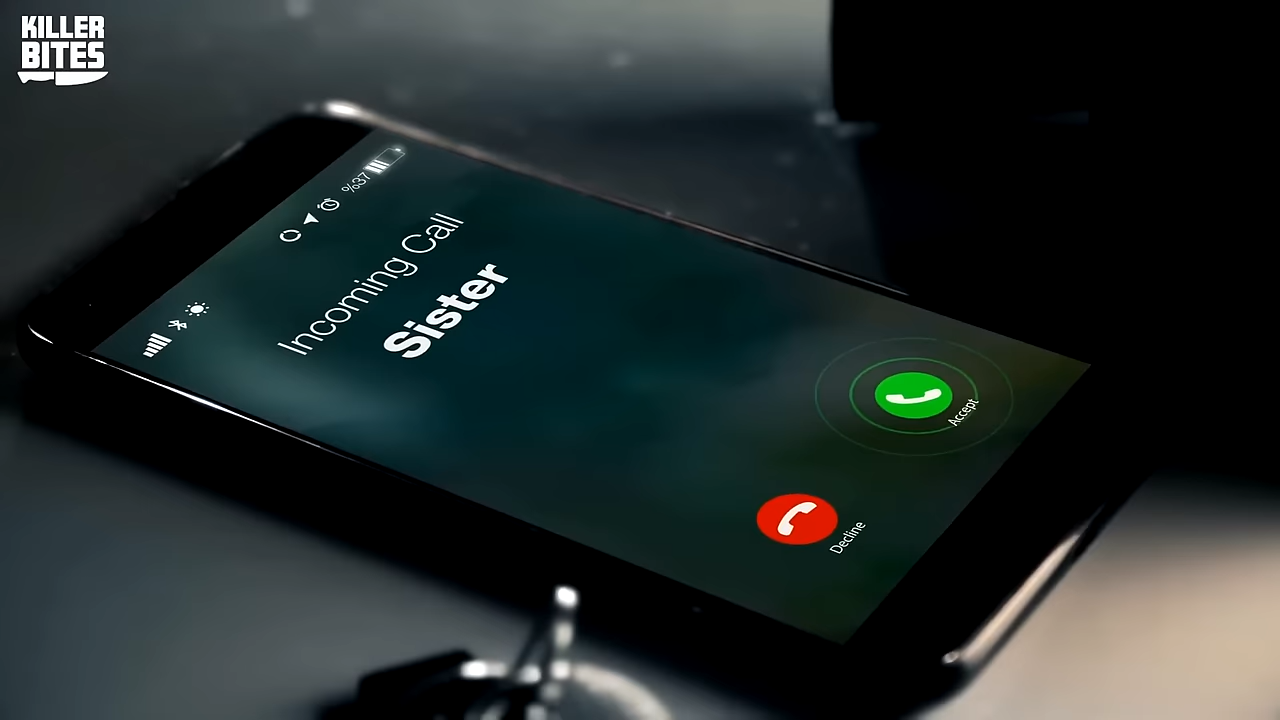 KILLER
BITES
%37
Incoming Call
Sister
Accept
Decline